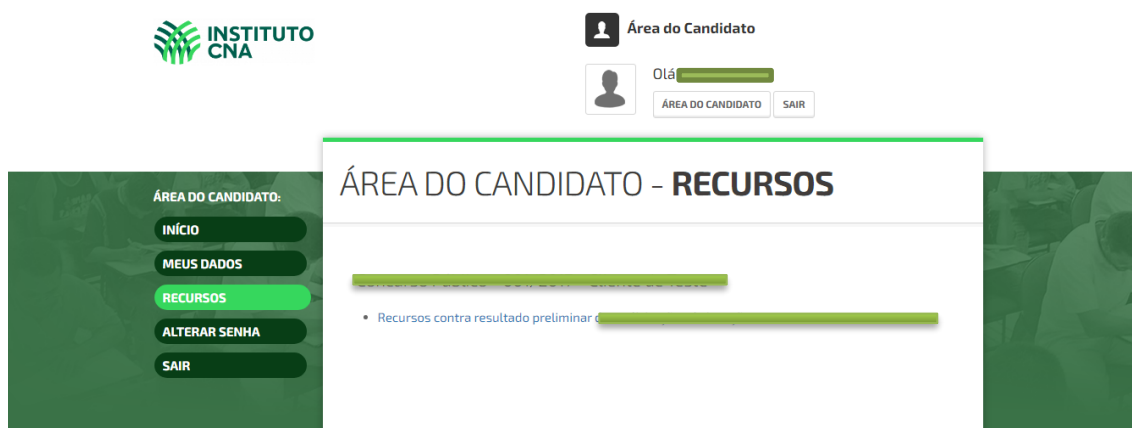 INSTITUTO
CNA
Área do Candidato
Olá
ÁREA DO CANDIDATO
SAIR
ÁREA DO CANDIDATO - RECURSOS
ÁREA DO CANDIDATO:
INÍCIO
MEUS DADOS
RECURSOS
ALTERAR SENHA
SAIR
Recursos contra resultado preliminar